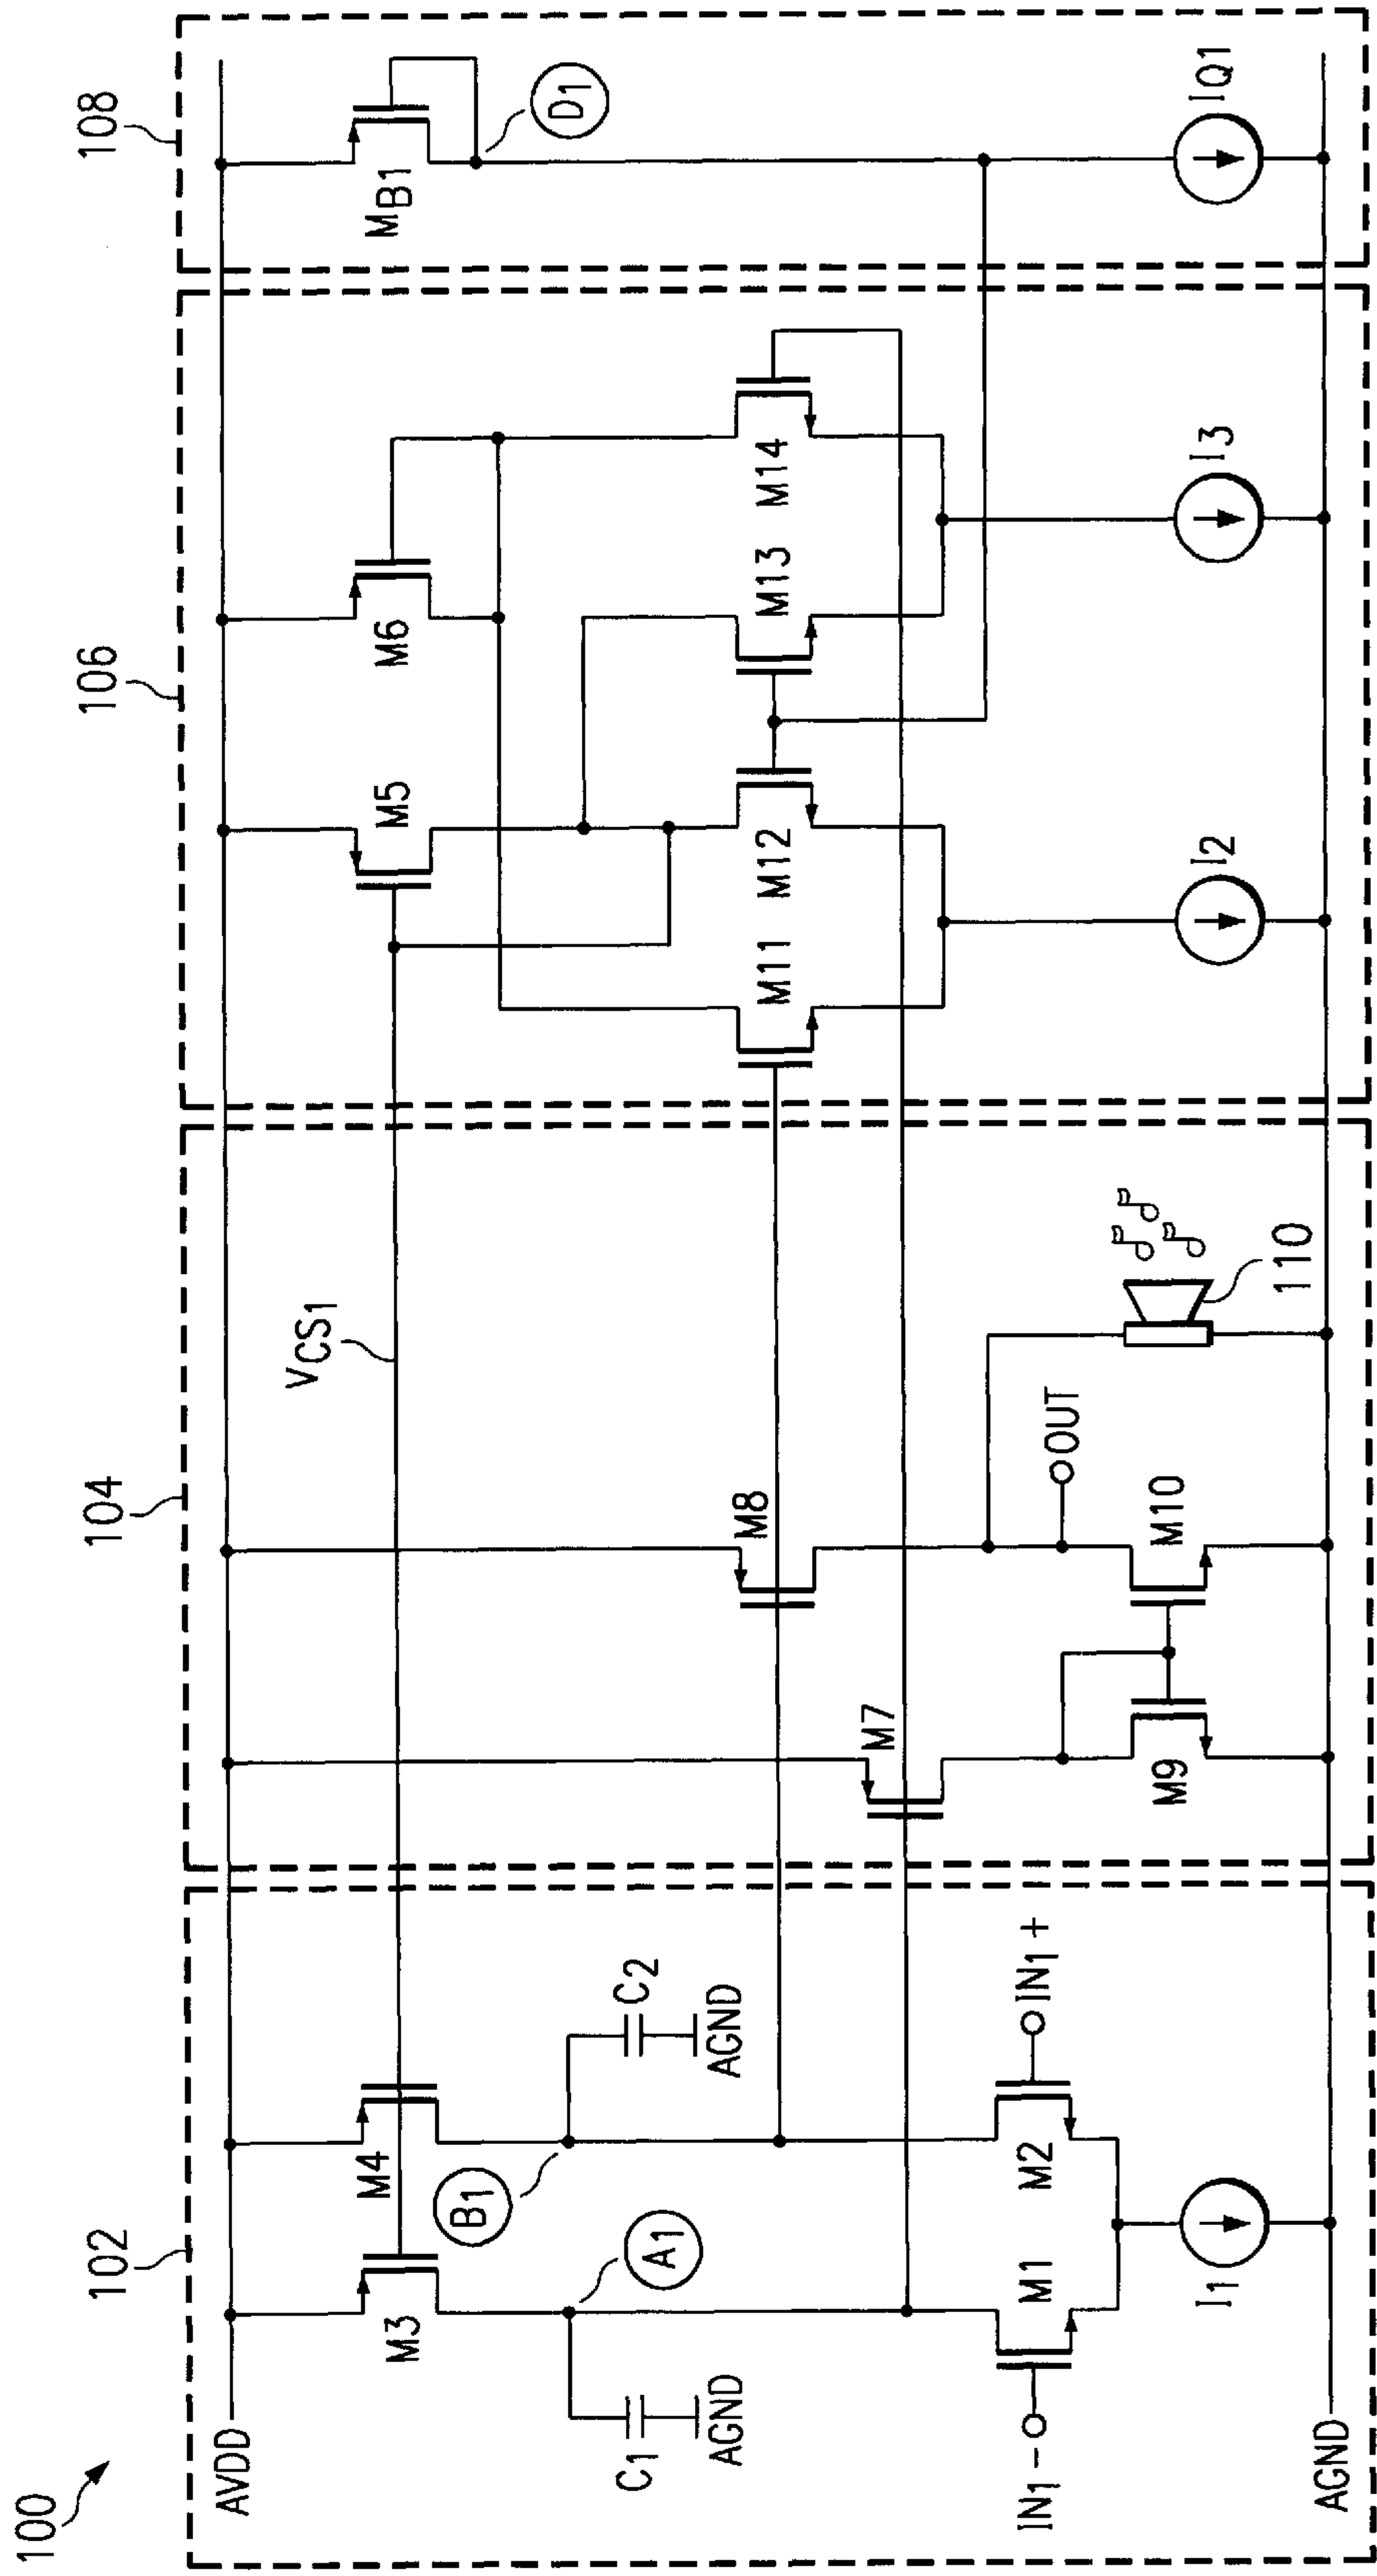 100
102
104
106
108
AVDD
M3
M4
VCS1
M5
M6
MB1
D1
B1
A1
C1
AGND
C2
AGND
M7
M8
M11
M12
M13
M14
IN1-
M1
M2
IN1+
M9
M10
OUT
110
I1
I2
I3
IQ1
AGND